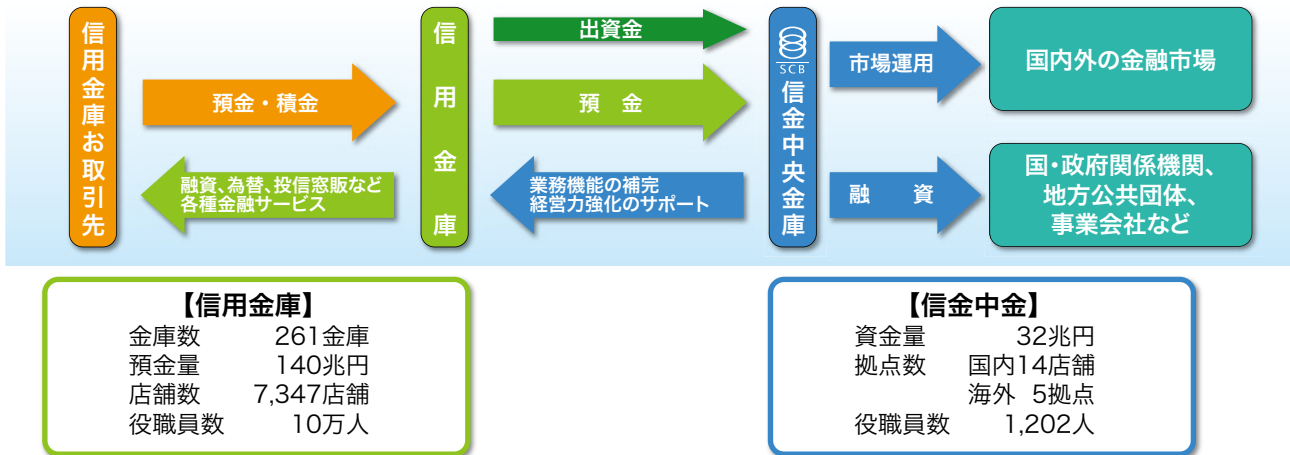 信用金庫お取引先
預金・積金
融資、為替、投信窓販など
各種金融サービス
信用金庫
出資金
預 金
業務機能の補完
経営力強化のサポート
SCB
信金中央金庫
市場運用
融 資
国内外の金融市場
国・政府関係機関、
地方公共団体、
事業会社など
【信用金庫】
金庫数 261金庫
預金量 140兆円
店舗数 7,347店舗
役職員数 10万人
【信金中金】
資金量 32兆円
拠点数 国内14店舗
海外 5拠点
役職員数 1,202人